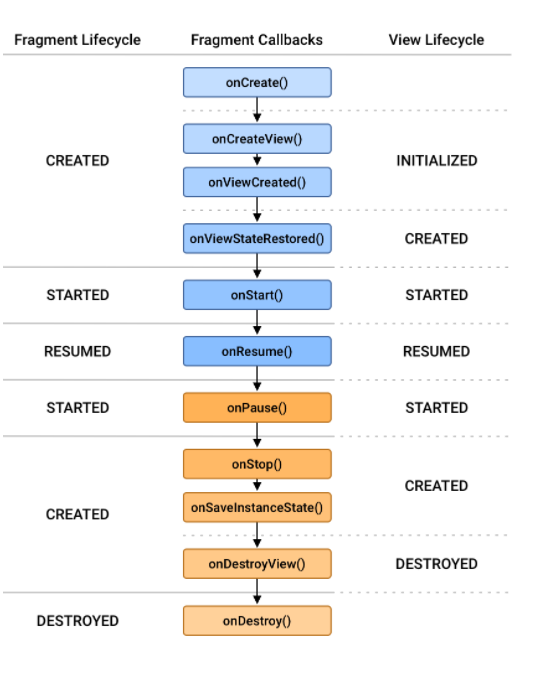 Fragment Lifecycle
Fragment Callbacks
View Lifecycle
onCreate()
onCreateView()
CREATED
INITIALIZED
onViewCreated()
onViewStateRestored()
CREATED
STARTED
onStart()
STARTED
RESUMED
onResume()
RESUMED
STARTED
onPause()
STARTED
onStop()
CREATED
onSaveInstanceState()
CREATED
onDestroyView()
DESTROYED
DESTROYED
onDestroy()